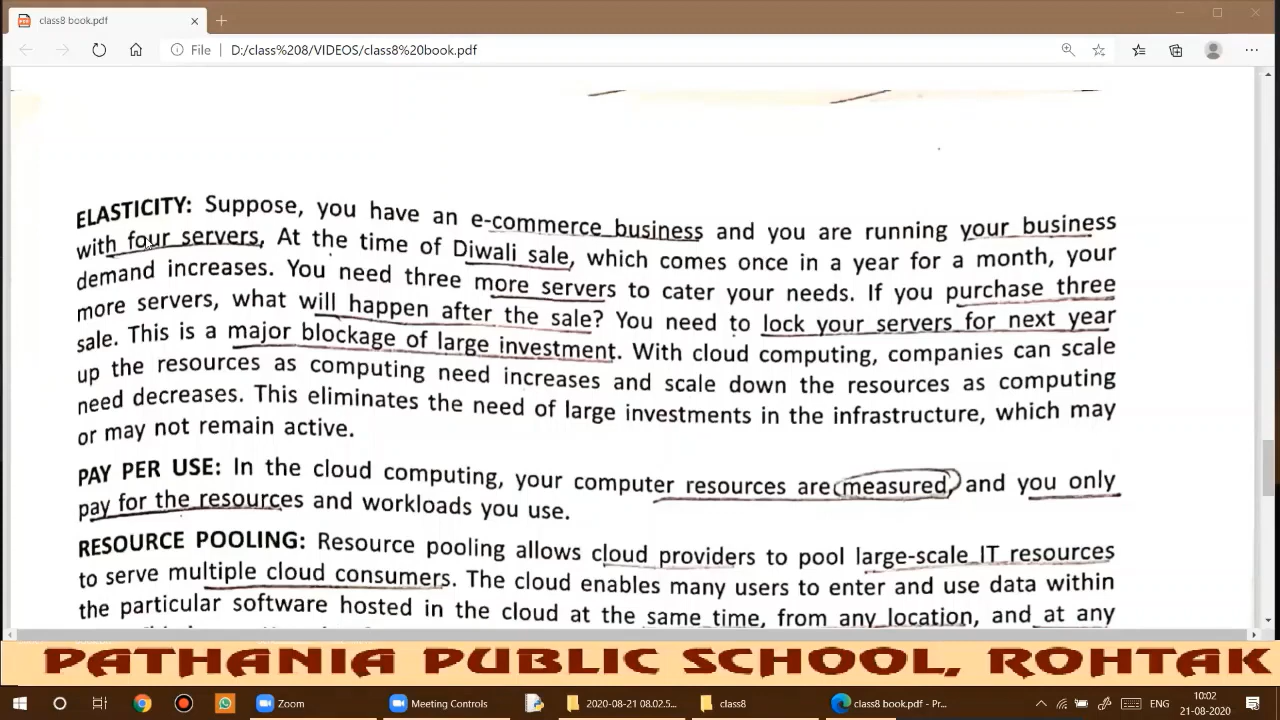 class8 book.pdf
File
D:/class%208/VIDEOS/class8%20book.pdf
ELASTICITY: Suppose, you have an e-commerce business and you are running your business
with four servers, At the time of Diwali sale, which comes once in a year for a month, your
demand increases. You need three more servers to cater your needs. If you purchase three
more servers, what will happen after the sale? You need to lock your servers for next year
sale. This is a major blockage of large investment. With cloud computing, companies can scale
up the resources as computing need increases and scale down the resources as computing
need decreases. This eliminates the need of large investments in the infrastructure, which may
or may not remain active.
PAY PER USE: In the cloud computing, your computer resources are measured, and you only
pay for the resources and workloads you use.
RESOURCE POOLING: Resource pooling allows cloud providers to pool large-scale IT resources
to serve multiple cloud consumers. The cloud enables many users to enter and use data within
the particular software hosted in the cloud at the same time, from any location, and at any
PATHANIA PUBLIC SCHOOL, ROHTAK
Zoom
Meeting Controls
2020-08-21 08.02.5...
class8
class8 book.pdf - Pr...
ENG
10:02
21-08-2020